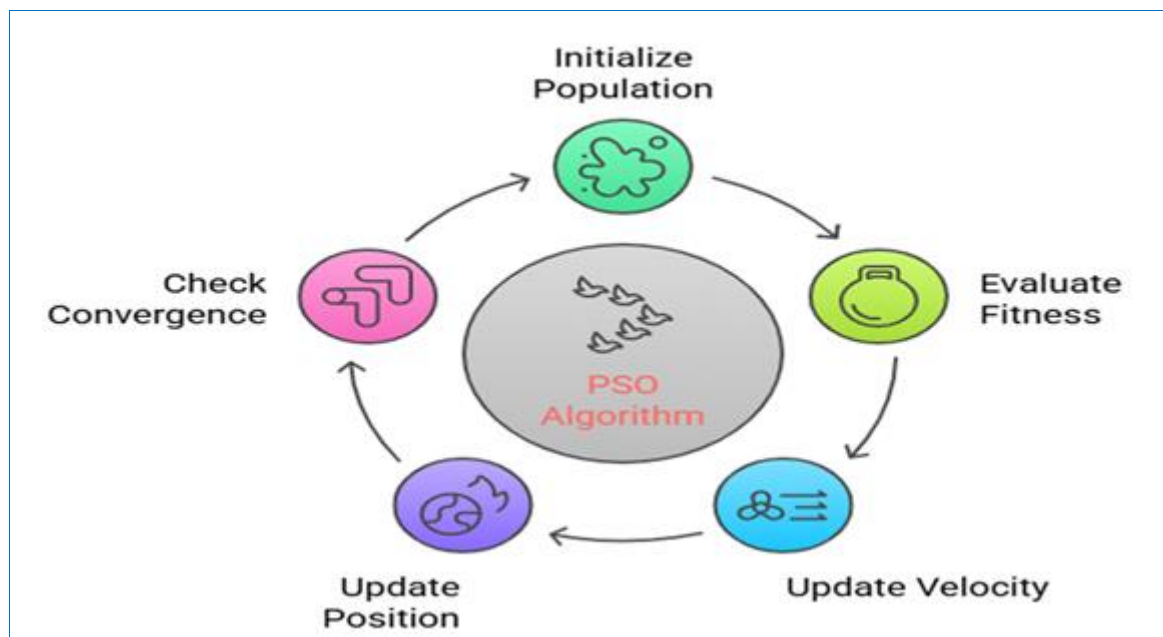 Initialize
Population
Evaluate
Fitness
Update Velocity
Update
Position
Check
Convergence
PSO
Algorithm